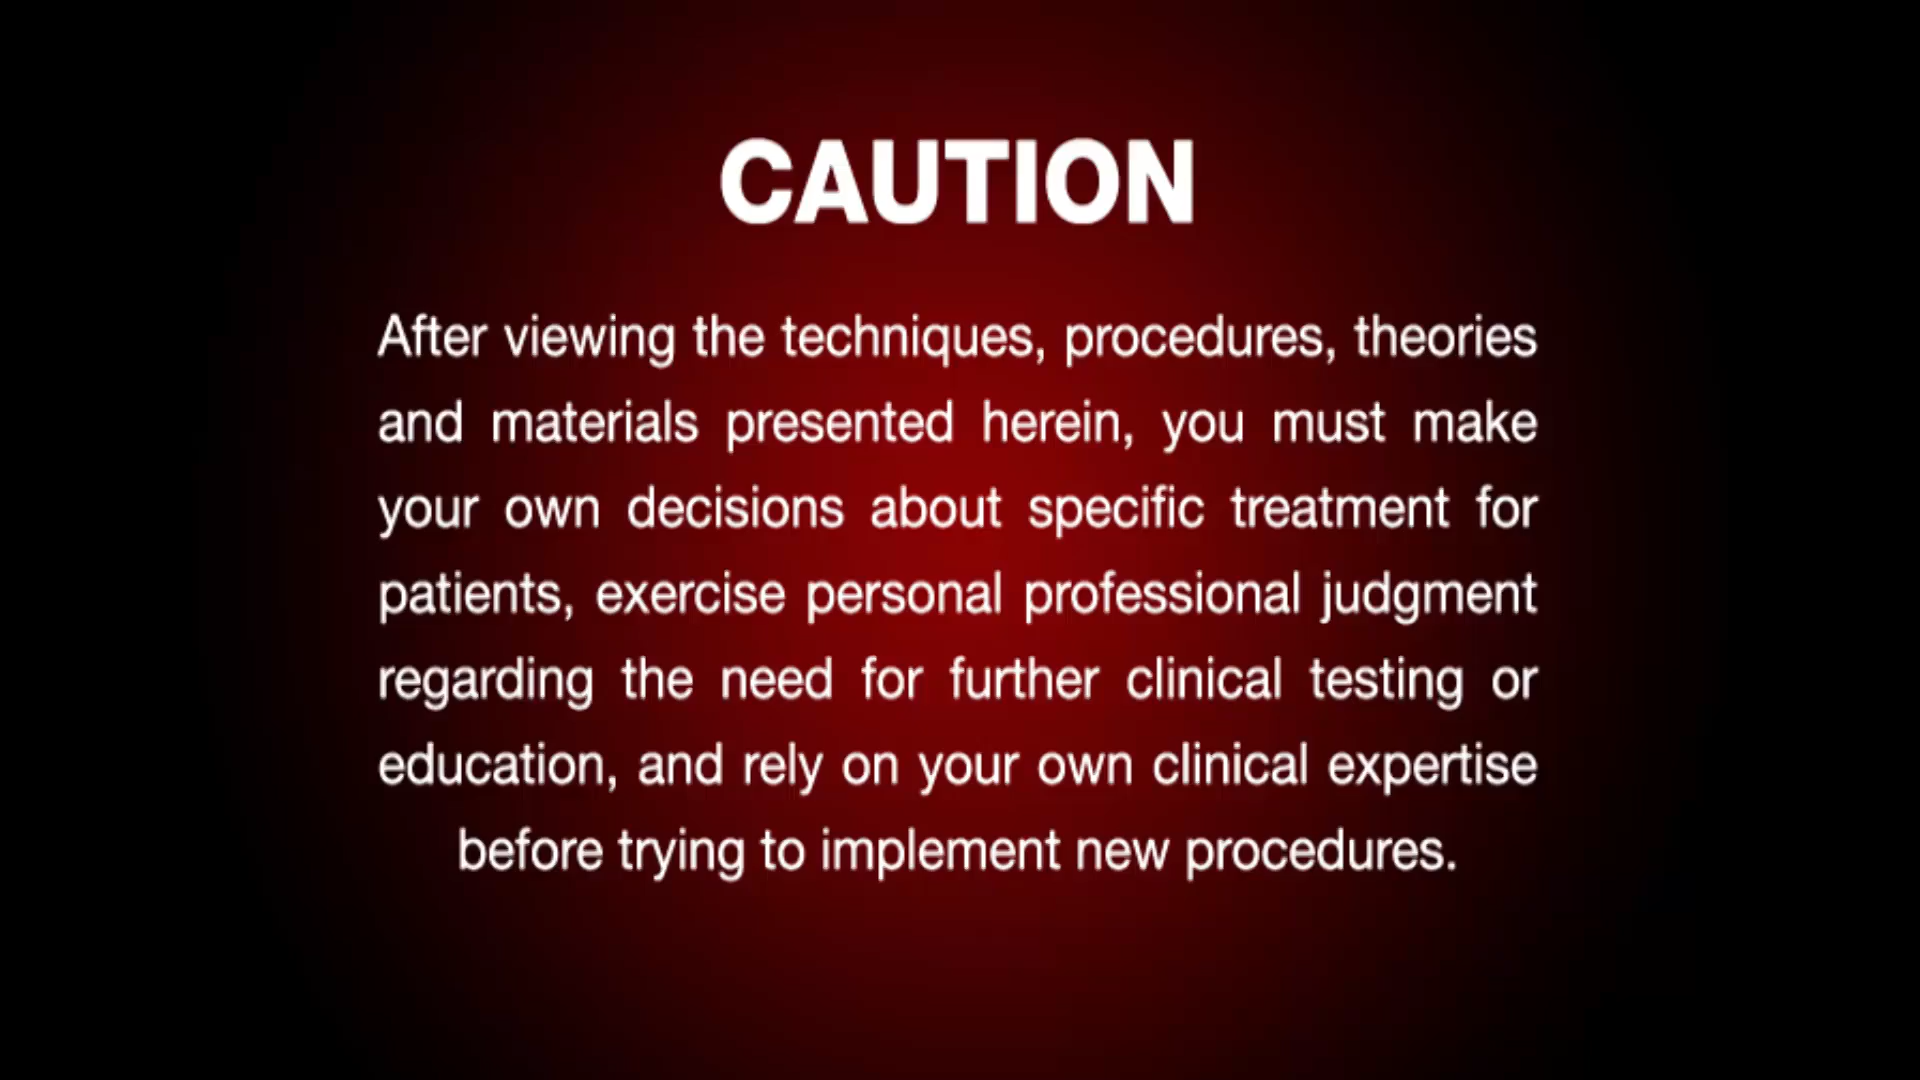 CAUTION
After viewing the techniques, procedures, theories
and materials presented herein, you must make
your own decisions about specific treatment for
patients, exercise personal professional judgment
regarding the need for further clinical testing or
education, and rely on your own clinical expertise
before trying to implement new procedures.